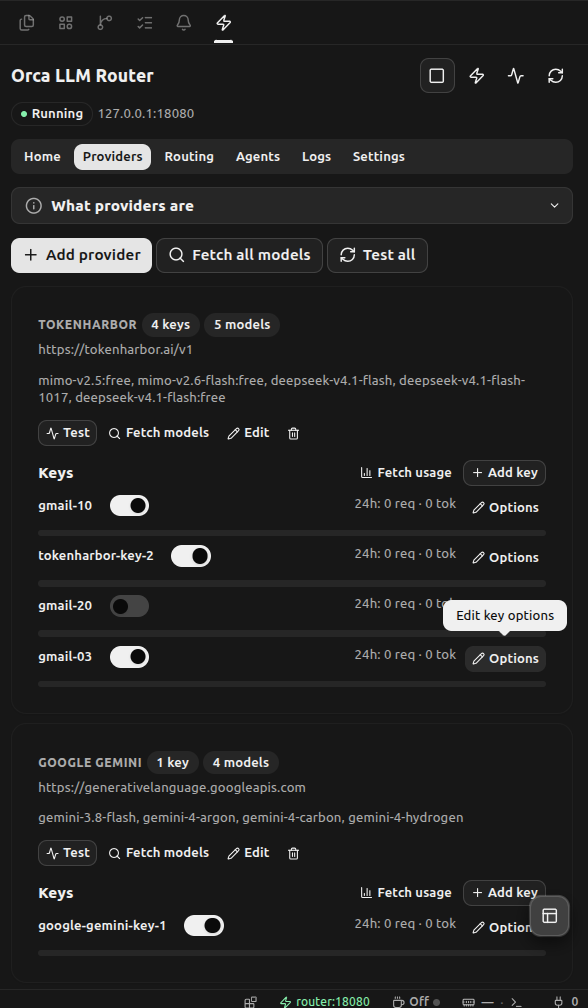 Orca LLM Router
Running 127.0.0.1:18080
Home Providers Routing Agents Logs Settings
What providers are
Add provider Fetch all models Test all
TOKENHARBOR 4 keys 5 models
https://tokenharbor.ai/v1
mimo-v2.5:free, mimo-v2.6-flash:free, deepseek-v4.1-flash, deepseek-v4.1-flash-
1017, deepseek-v4.1-flash:free
Test Fetch models Edit
Keys Fetch usage Add key
gmail-10 24h: 0 req · 0 tok Options
tokenharbor-key-2 24h: 0 req · 0 tok Options
gmail-20 24h: 0 req · 0 to
Edit key options
gmail-03 24h: 0 req · 0 tok Options
GOOGLE GEMINI 1 key 4 models
https://generativelanguage.googleapis.com
gemini-3.8-flash, gemini-4-argon, gemini-4-carbon, gemini-4-hydrogen
Test Fetch models Edit
Keys Fetch usage Add key
google-gemini-key-1 24h: 0 req · 0 tok Option
router:18080 Off — · 0